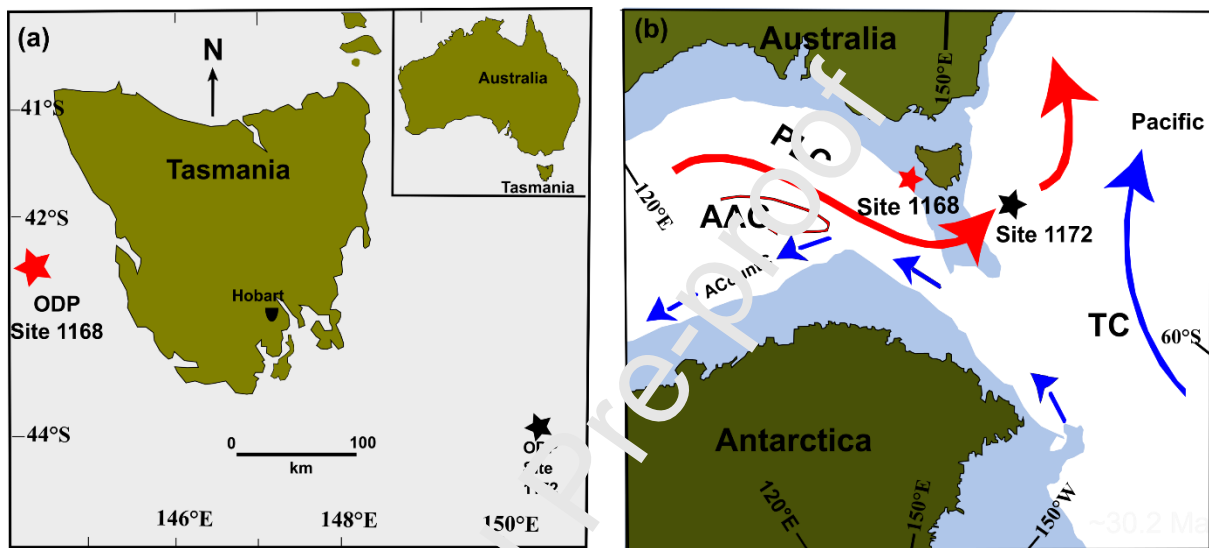 (a)
N
Australia
Tasmania
41°S
Tasmania
42°S
Hobart
ODP
Site 1168
0 100
km
44°S
Site
146°E 148°E 150°E
(b)
Australia
150°E
Pacific
120°E
Site 1168
Site 1172
TC
60°S
Antarctica
120°E
150°E
150°W
~30.2 Ma
Pre-proof